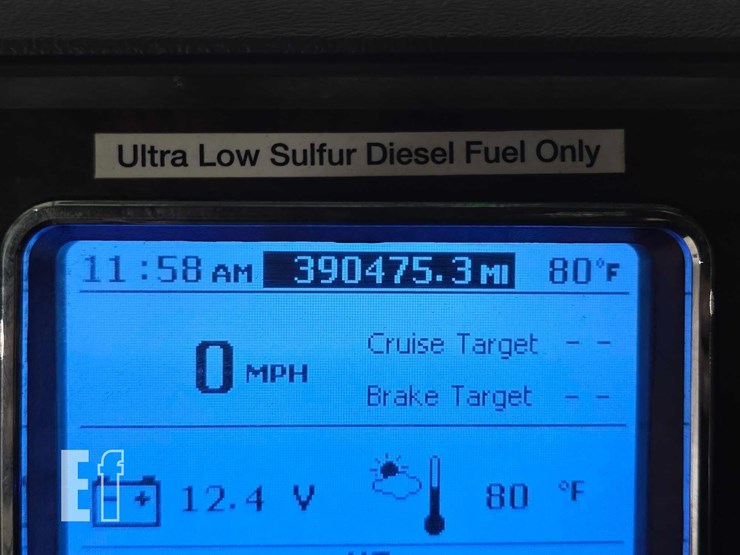 Ultra Low Sulfur Diesel Fuel Only
11:58 AM 390475.3 MI 80°F
0 MPH
Cruise Target --
Brake Target --
Ef
12.4 V 80 °F